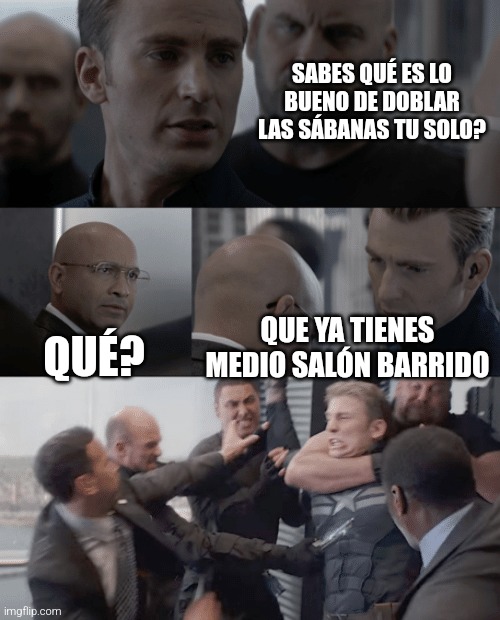 SABES QUÉ ES LO
BUENO DE DOBLAR
LAS SÁBANAS TU SOLO?
QUÉ?
QUE YA TIENES
MEDIO SALÓN BARRIDO
imgflip.com